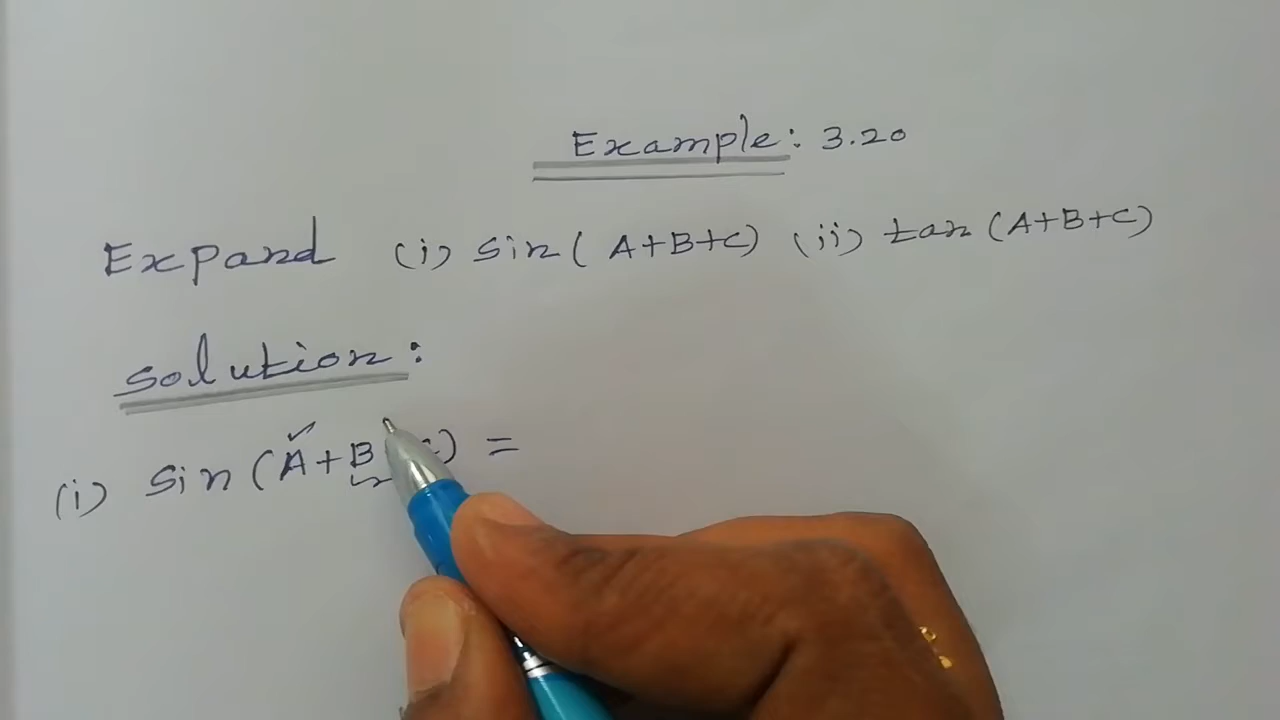 Example: 3.20
Expand (i) sin (A+B+C) (ii) tan (A+B+C)
Solution:
(i) Sin (A+B C) =